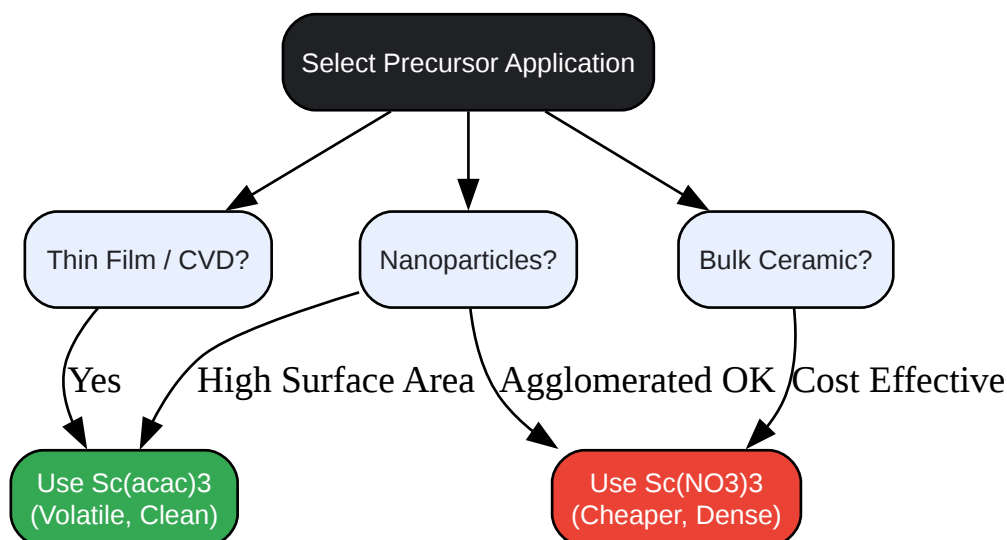 Select Precursor Application
Thin Film / CVD?
Nanoparticles?
Bulk Ceramic?
Yes
High Surface Area
Agglomerated OK
Cost Effective
Use Sc(acac)3
(Volatile, Clean)
Use Sc(NO3)3
(Cheaper, Dense)